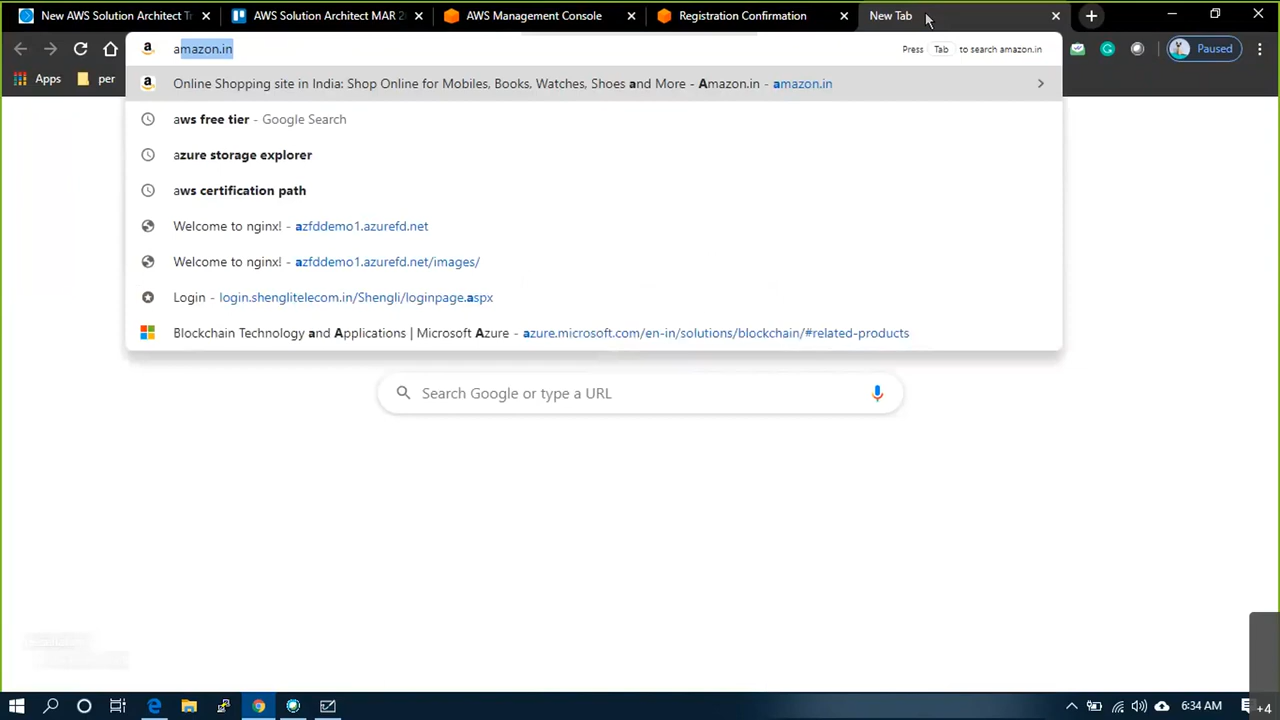 New AWS Solution Architect Tr
AWS Solution Architect MAR 2
AWS Management Console
Registration Confirmation
New Tab
amazon.in
Press Tab to search amazon.in
Paused
Apps
per
Online Shopping site in India: Shop Online for Mobiles, Books, Watches, Shoes and More - Amazon.in - amazon.in
aws free tier - Google Search
azure storage explorer
aws certification path
Welcome to nginx! - azfddemo1.azurefd.net
Welcome to nginx! - azfddemo1.azurefd.net/images/
Login - login.shenglitelecom.in/Shengli/loginpage.aspx
Blockchain Technology and Applications | Microsoft Azure - azure.microsoft.com/en-in/solutions/blockchain/#related-products
Search Google or type a URL
6:34 AM
+4